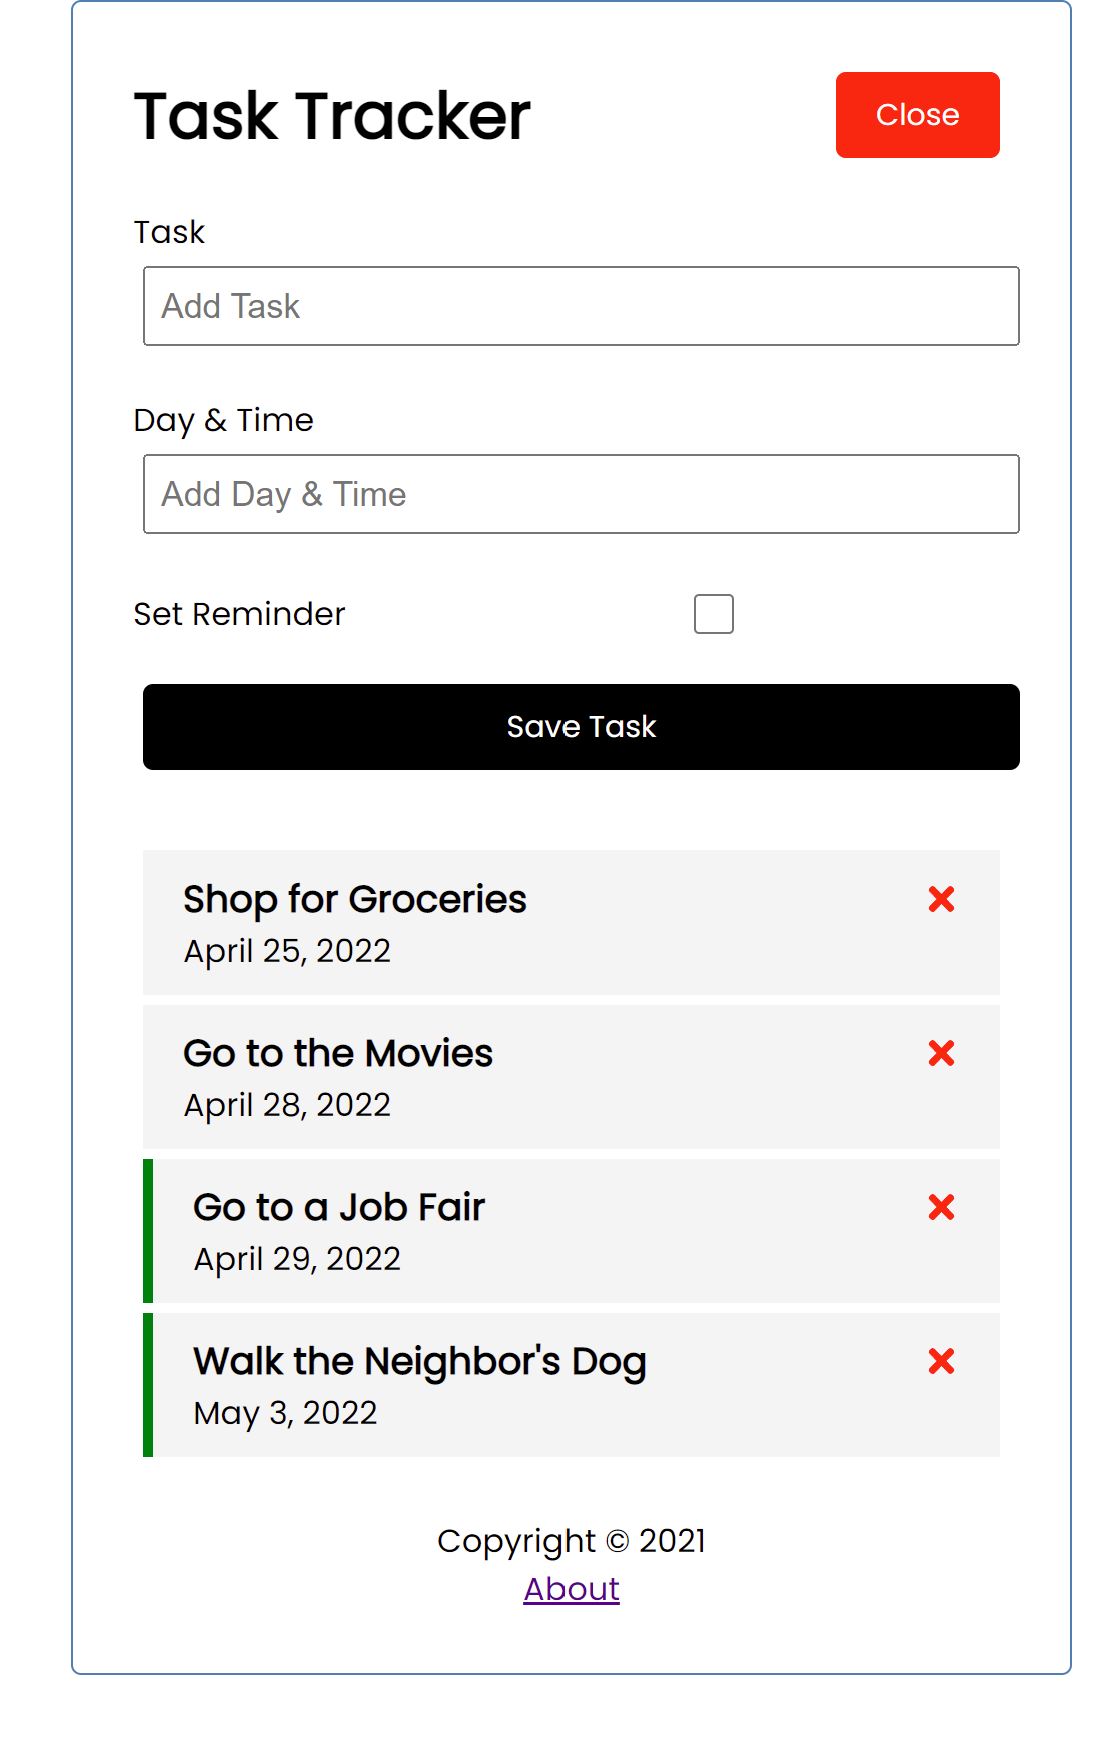 Task Tracker
Close
Task
Add Task
Day & Time
Add Day & Time
Set Reminder
Save Task
Shop for Groceries
April 25, 2022
Go to the Movies
April 28, 2022
Go to a Job Fair
April 29, 2022
Walk the Neighbor's Dog
May 3, 2022
Copyright © 2021
About